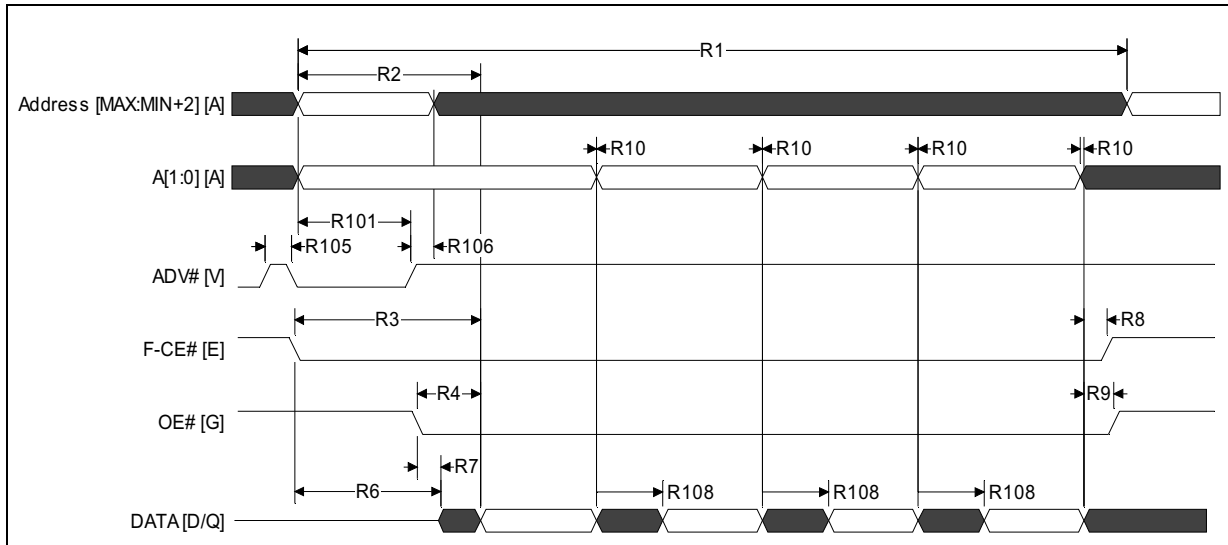 R1
R2
Address [MAX:MIN+2] [A]
R10 R10 R10 R10
A[1:0] [A]
R101
R105 R106
ADV# [V]
R3 R8
F-CE# [E]
R4 R9
OE# [G]
R7
R6 R108 R108 R108
DATA [D/Q]